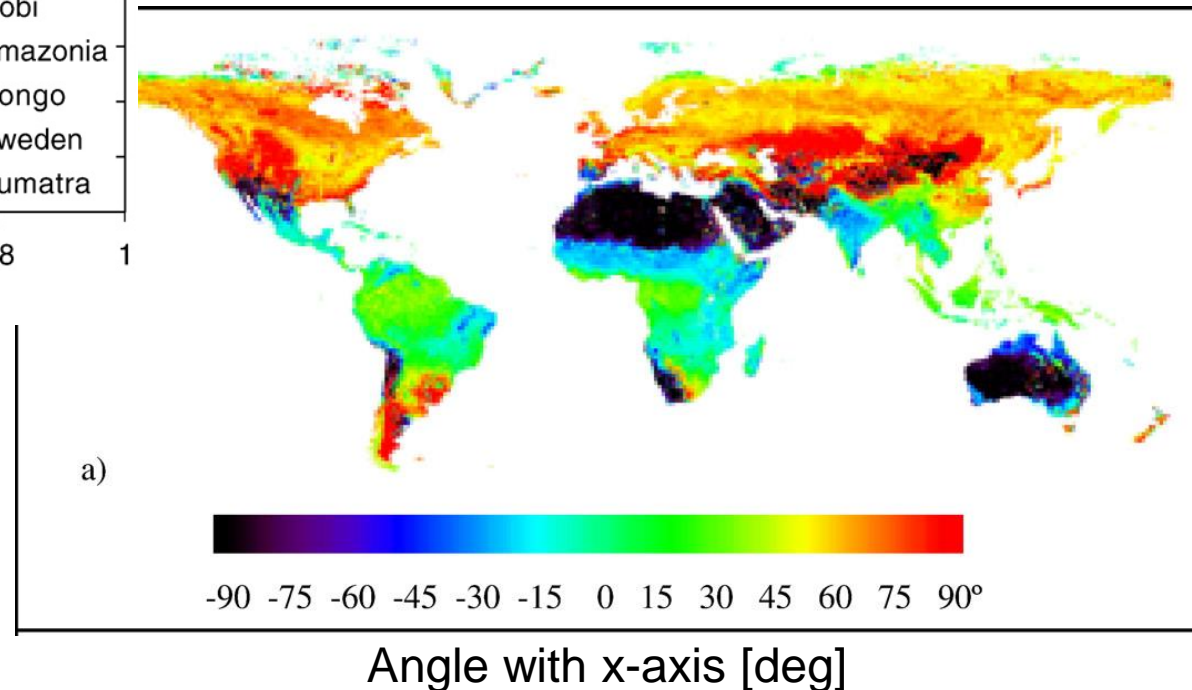 obi
mazonia
ongo
weden
umatra
8 1
a)
-90 -75 -60 -45 -30 -15 0 15 30 45 60 75 90º
Angle with x-axis [deg]